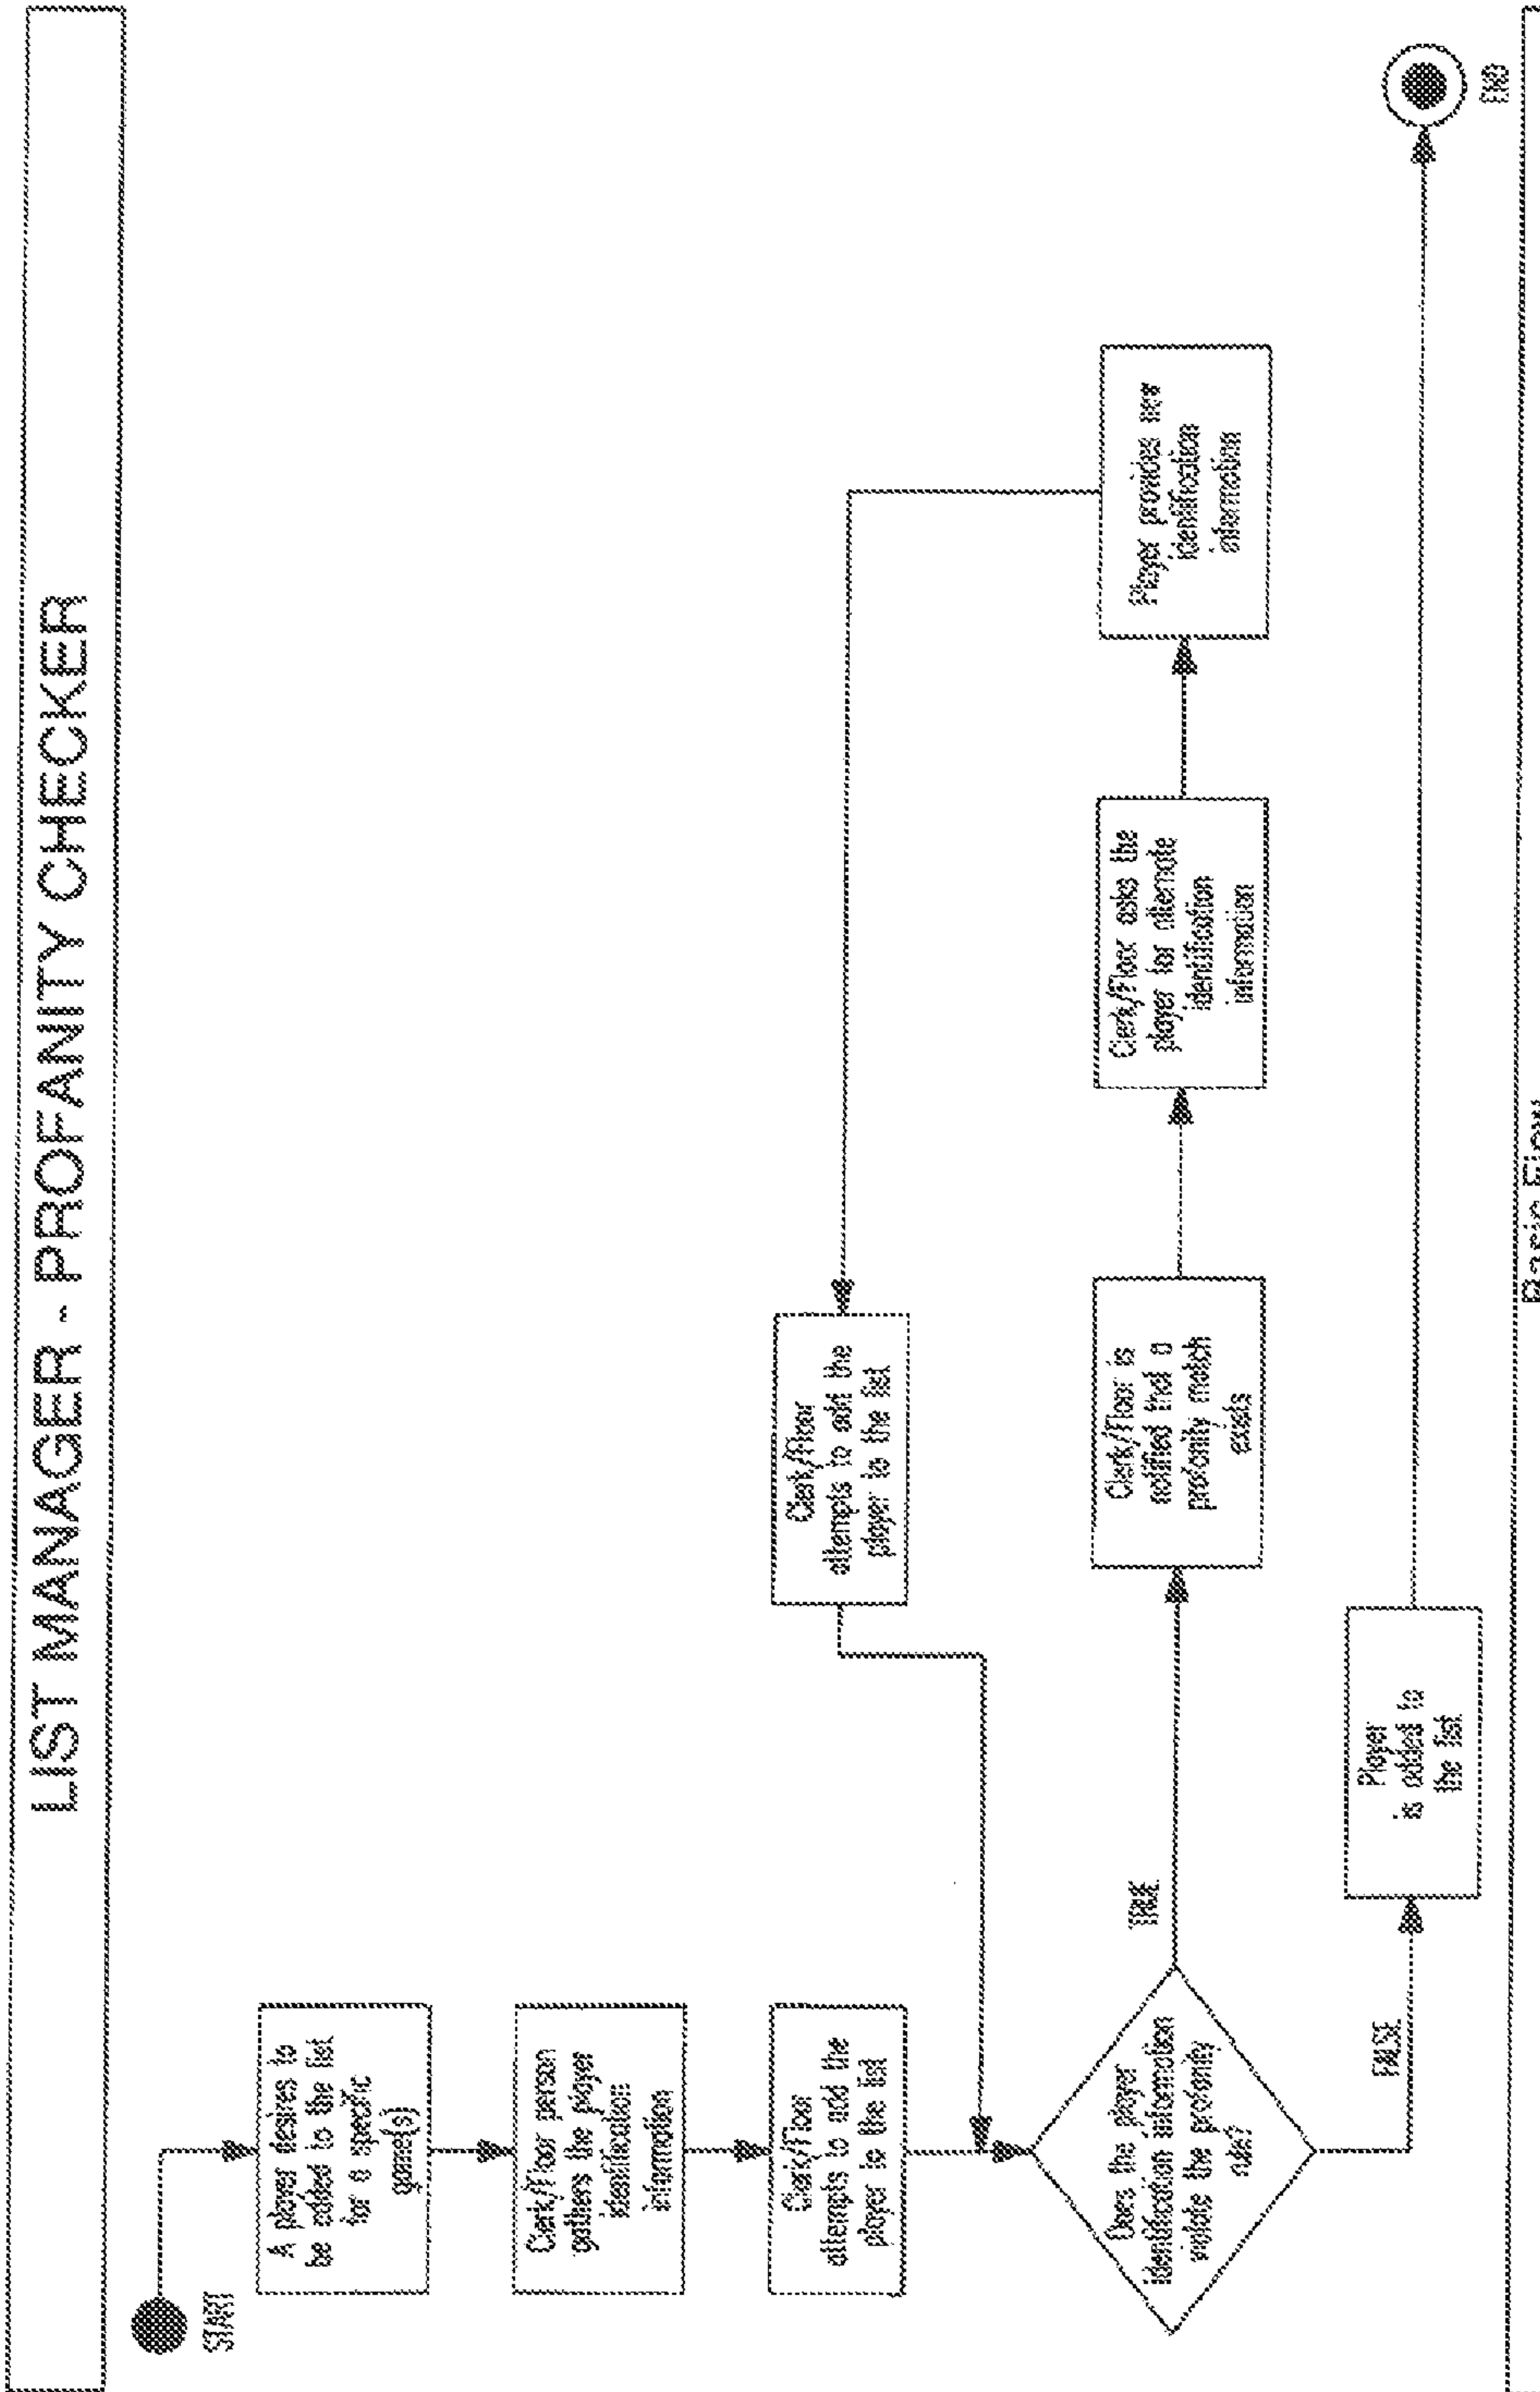 LIST MANAGER - PROFANITY CHECKER
START
A player desires to
be added to the list
for a specific
game(s)
Clerk/Floor person
gathers the player
identification
information
Clerk/Floor
attempts to add the
player to the list
Does the player
identification information
violate the profanity
rule?
TRUE
FALSE
Clerk/Floor
attempts to add the
player to the list
Clerk/Floor is
notified that a
profanity match
exists
Clerk/Floor asks the
player for alternate
identification
information
Player provides new
identification
information
Player
is added to
the list
END
Basic Flow